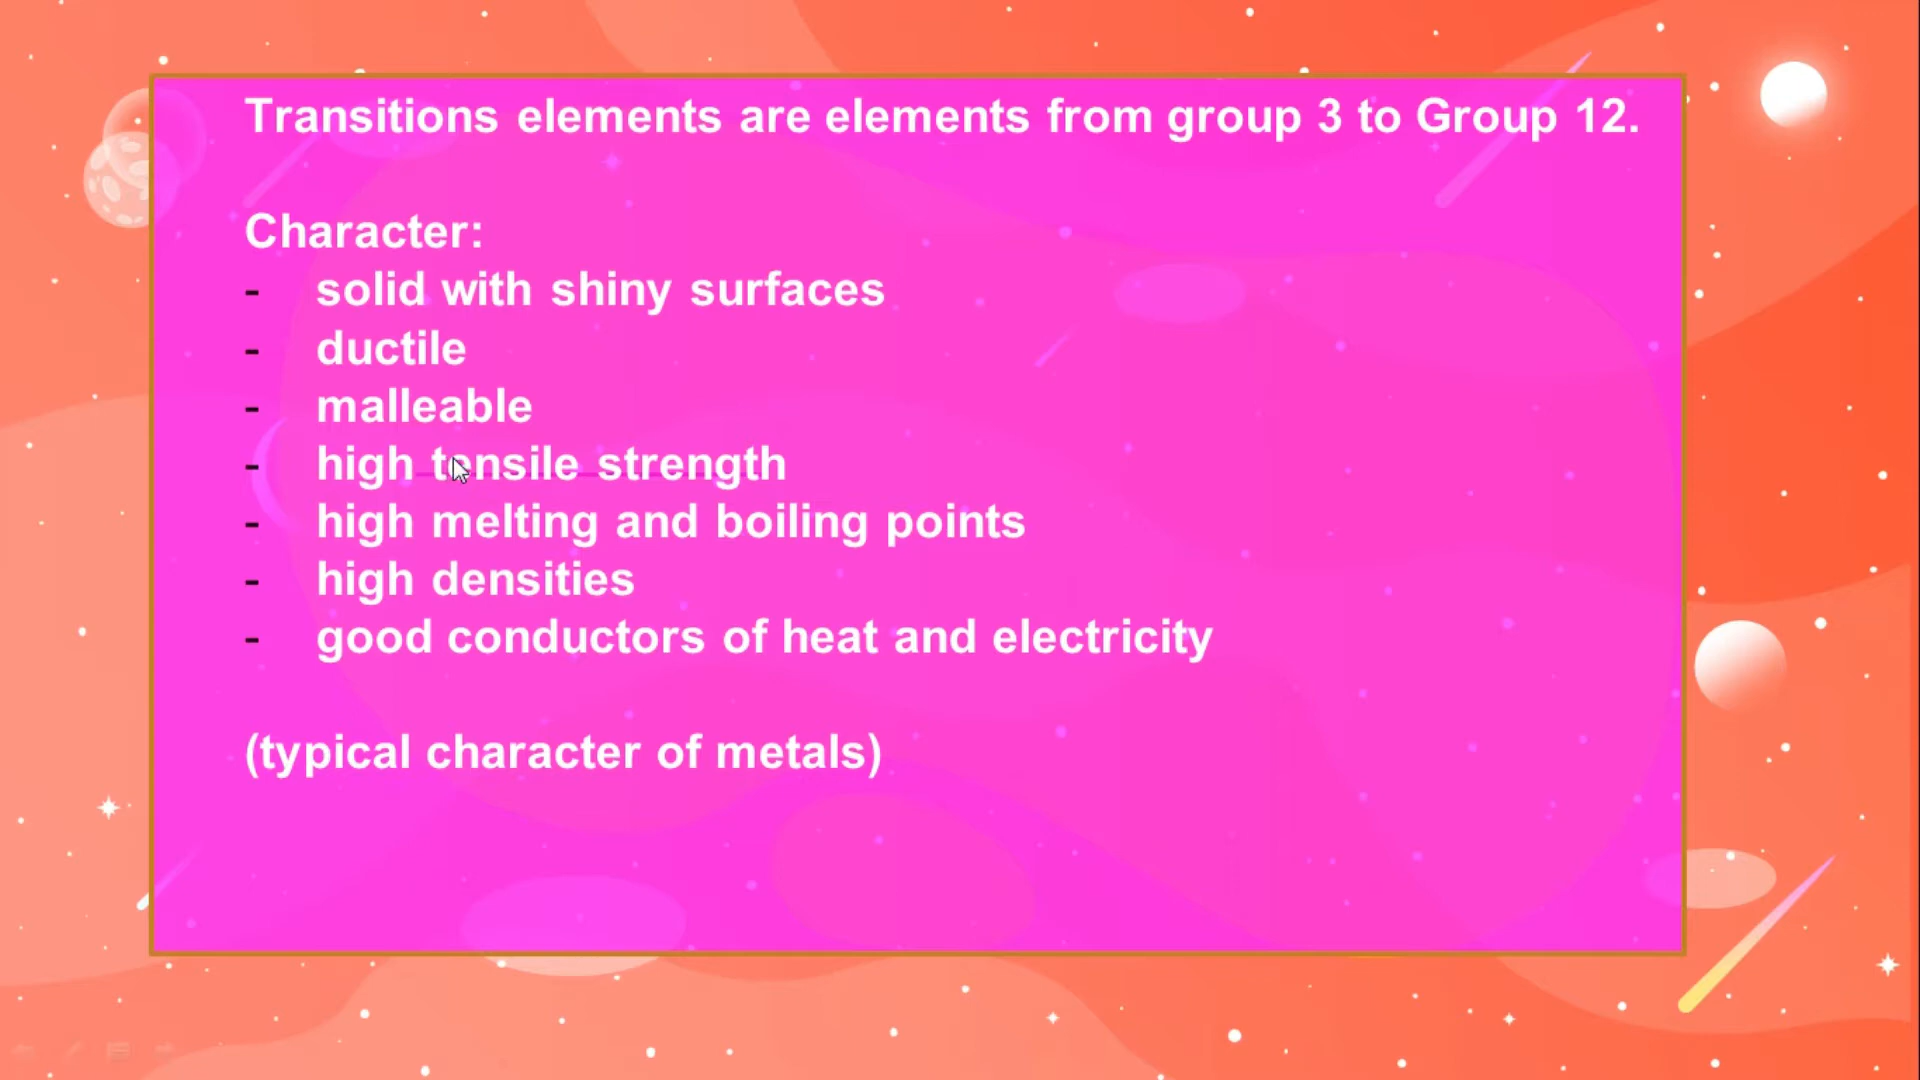 Transitions elements are elements from group 3 to Group 12.
Character:
- solid with shiny surfaces
- ductile
- malleable
- high tensile strength
- high melting and boiling points
- high densities
- good conductors of heat and electricity
(typical character of metals)